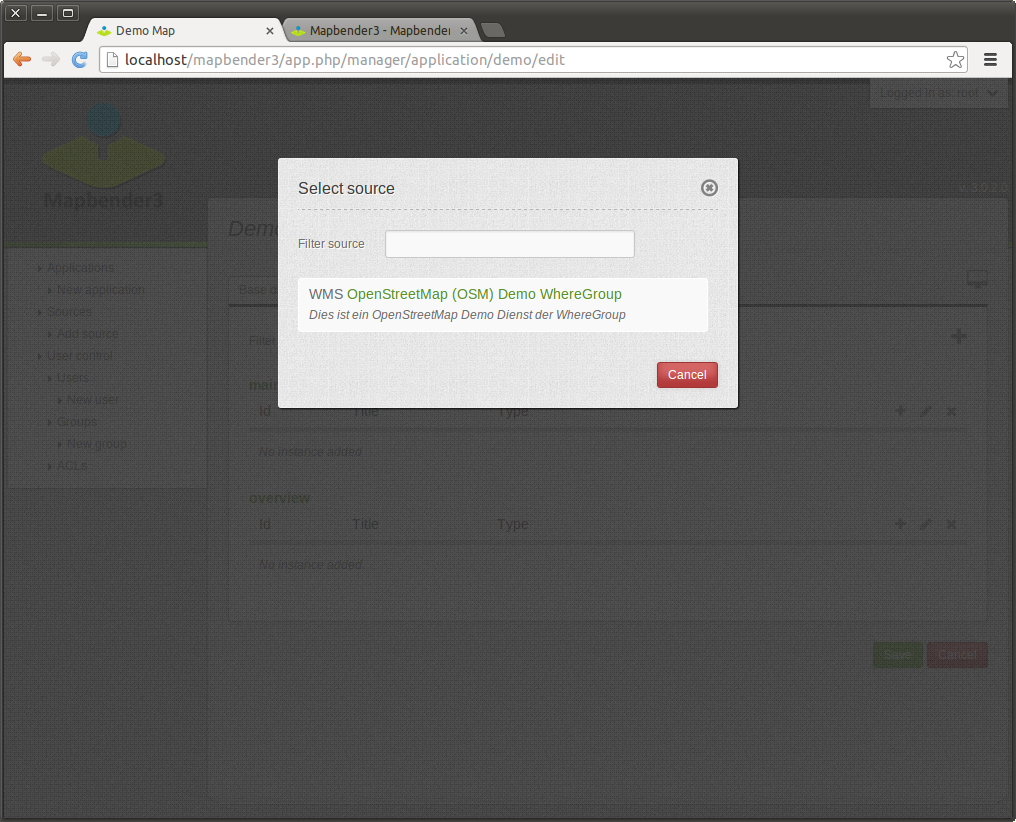 Demo Map
Mapbender3 - Mapbender
localhost/mapbender3/app.php/manager/application/demo/edit
Logged in as: root
Mapbender3
v. 3.0.2.0
Select source
Filter source
WMS OpenStreetMap (OSM) Demo WhereGroup
Dies ist ein OpenStreetMap Demo Dienst der WhereGroup
Cancel
Applications
New application
Sources
Add source
User control
Users
New user
Groups
New group
ACLs
Demo
Base
Filter
main
Id Title Type
No instance added
overview
Id Title Type
No instance added
Save Cancel